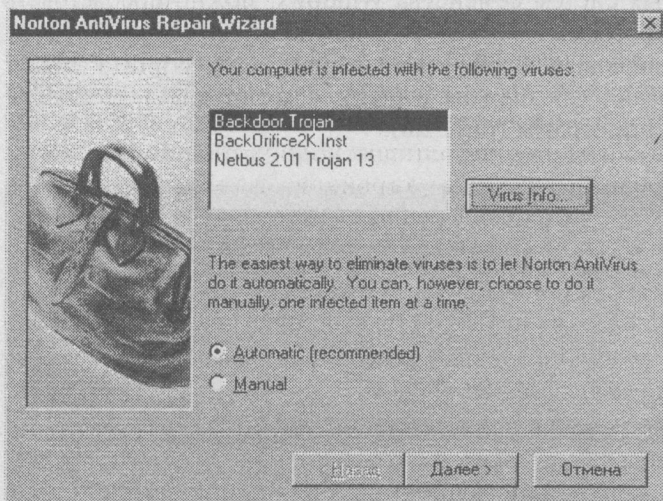 Norton AntiVirus Repair Wizard
Your computer is infected with the following viruses:
Backdoor.Trojan
BackOrifice2K.Inst
Netbus 2.01 Trojan 13
Virus Info...
The easiest way to eliminate viruses is to let Norton AntiVirus
do it automatically. You can, however, choose to do it
manually, one infected item at a time.
Automatic (recommended)
Manual
< Назад
Далее >
Отмена